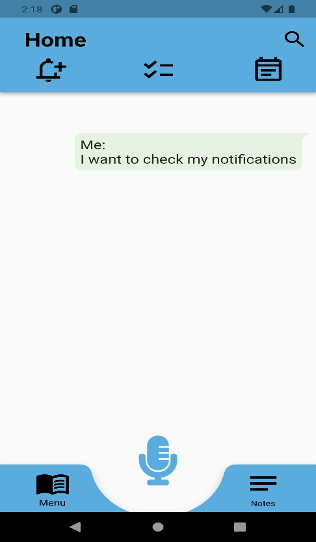 2:18
Home
Me:
I want to check my notifications
Menu
Notes